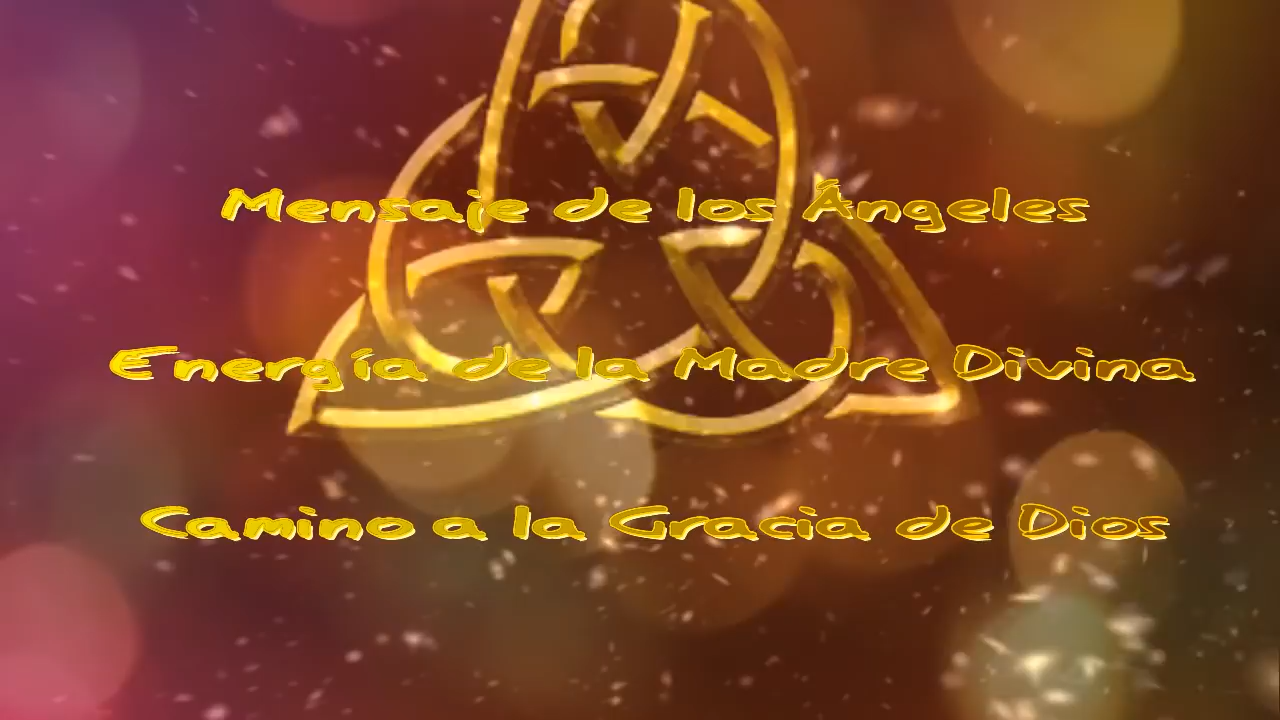 Mensaje de los Ángeles
Energía de la Madre Divina
Camino a la Gracia de Dios